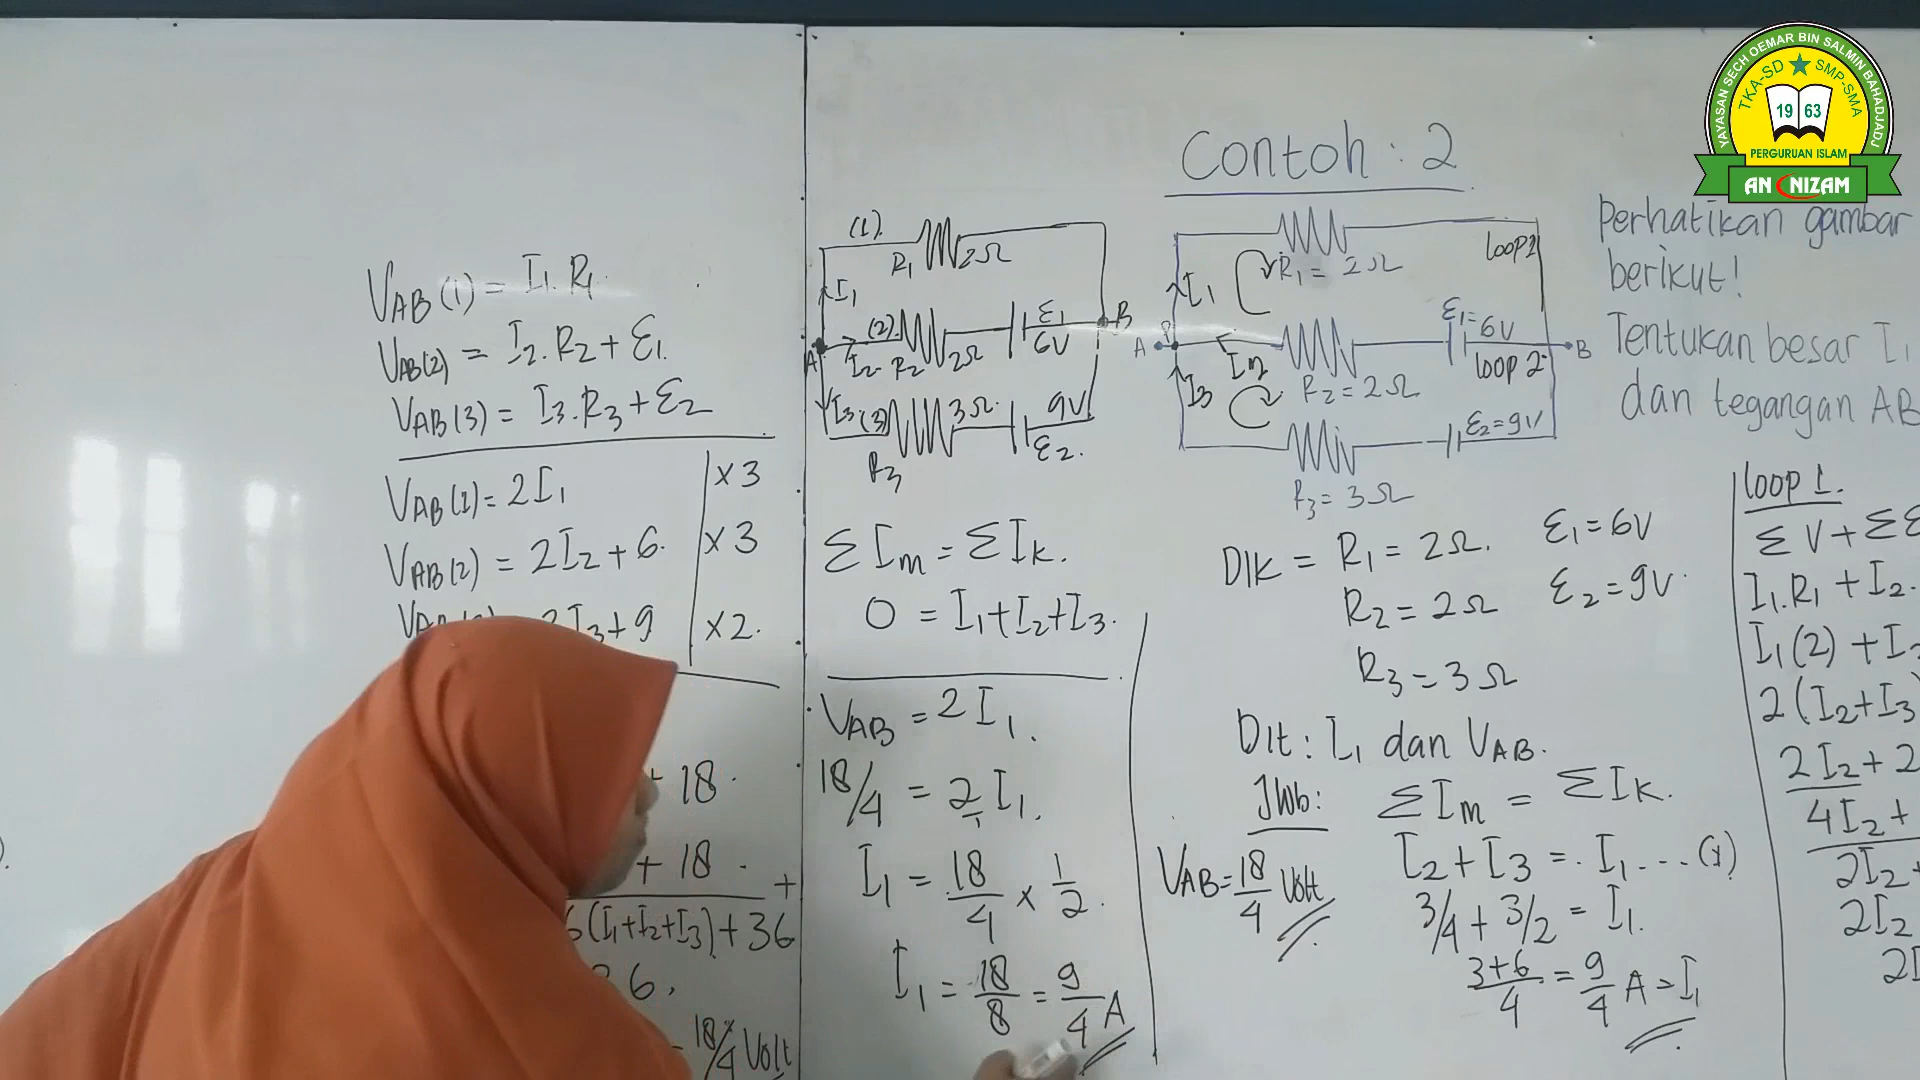 YAYASAN SECH OEMAR BIN SALMIN BAHADJADJ
TKA-SD SMP-SMA
19 63
PERGURUAN ISLAM
AN NIZAM
Contoh : 2
Perhatikan gambar
berikut!
Tentukan besar I1
dan tegangan AB
VAB(1) = I1. R1.
VAB(2) = I2. R2 + ε1.
VAB(3) = I3. R3 + ε2
VAB(1) = 2I1 x3
VAB(2) = 2I2 + 6. x3
I3+9 x2.
+ 18.
+ 18. +
6(I1+I2+I3)+36
6.
18/4 Volt
(1).
R1 2Ω
I1
(2). ε1
A I2 R2 2Ω 6V B
I3 (3) 3Ω. 9V
R3 ε2.
Σ Im = Σ Ik.
0 = I1+I2+I3.
VAB = 2I1.
18/4 = 2 I1.
I1 = 18/4 x 1/2.
I1 = 18/8 = 9/4 A
R1 = 2Ω
I1
ε1=6V
A B
loop 2
I3 R2 = 2Ω
ε2=9V
R3 = 3Ω
DIK = R1 = 2Ω. ε1 = 6V
R2 = 2Ω ε2 = 9V.
R3 = 3Ω
Dit : I1 dan VAB.
JWb: Σ Im = Σ Ik.
I2 + I3 = I1
VAB = 18/4 Volt
3/4 + 3/2 = I1.
3+6/4 = 9/4 A = I1
loop 1.
Σ V + Σ ε
I1. R1 + I2.
I1(2) + I2
2(I2+I3
2I2 + 2
4I2 +
2I2 +
2I2
2I